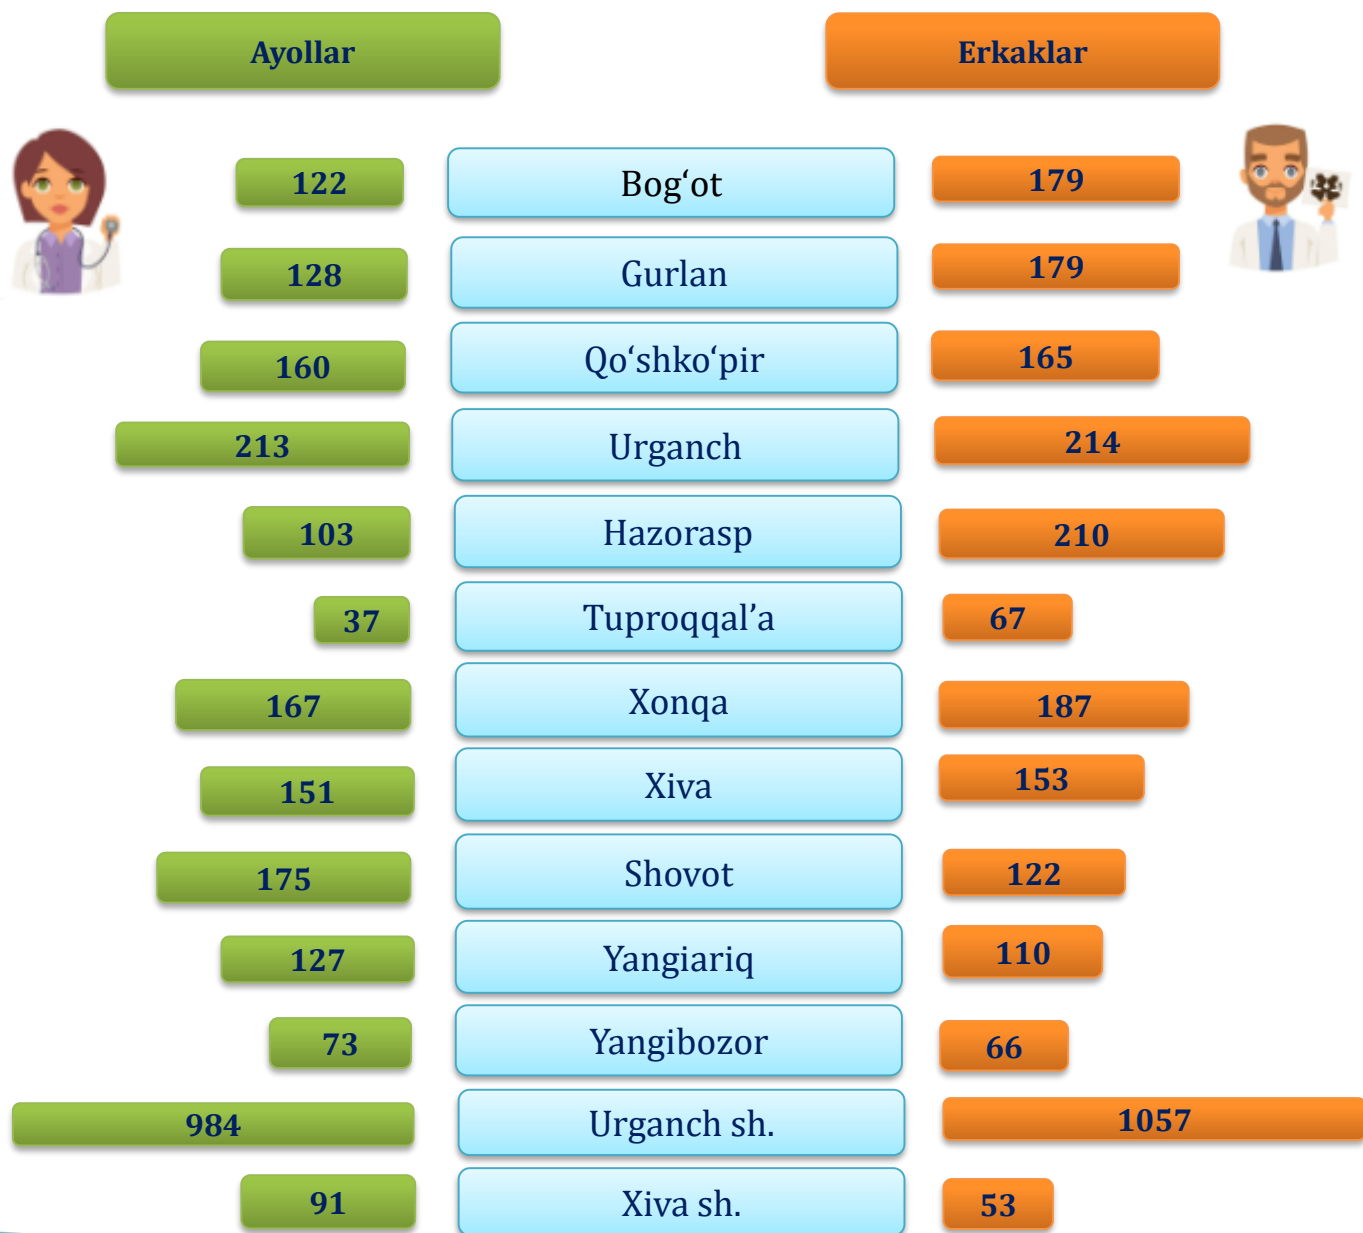 Ayollar Erkaklar
122 Bog‘ot 179
128 Gurlan 179
160 Qo‘shko‘pir 165
213 Urganch 214
103 Hazorasp 210
37 Tuproqqal’a 67
167 Xonqa 187
151 Xiva 153
175 Shovot 122
127 Yangiariq 110
73 Yangibozor 66
984 Urganch sh. 1057
91 Xiva sh. 53